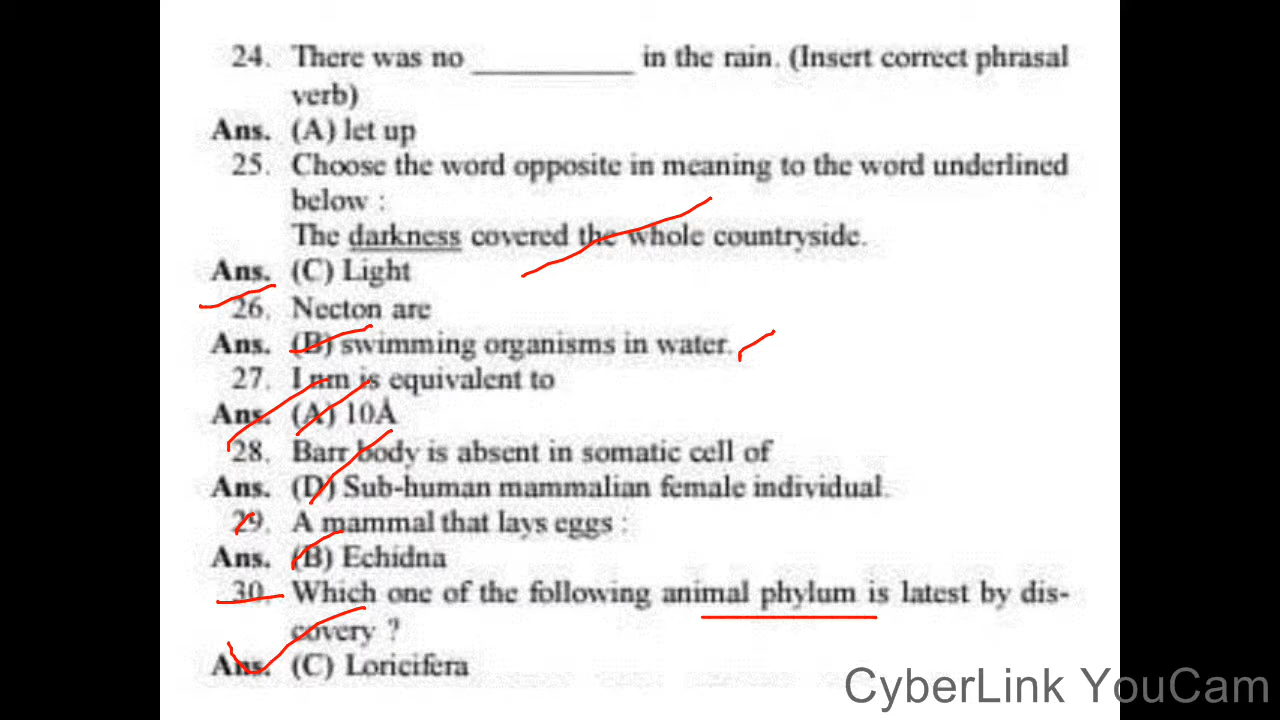 24. There was no __________ in the rain. (Insert correct phrasal
verb)
Ans. (A) let up
25. Choose the word opposite in meaning to the word underlined
below :
The darkness covered the whole countryside.
Ans. (C) Light
26. Necton are
Ans. (B) swimming organisms in water.
27. I nm is equivalent to
Ans. (A) 10Å
28. Barr body is absent in somatic cell of
Ans. (D) Sub-human mammalian female individual.
29. A mammal that lays eggs :
Ans. (B) Echidna
30. Which one of the following animal phylum is latest by dis-
covery ?
Ans. (C) Loricifera
CyberLink YouCam